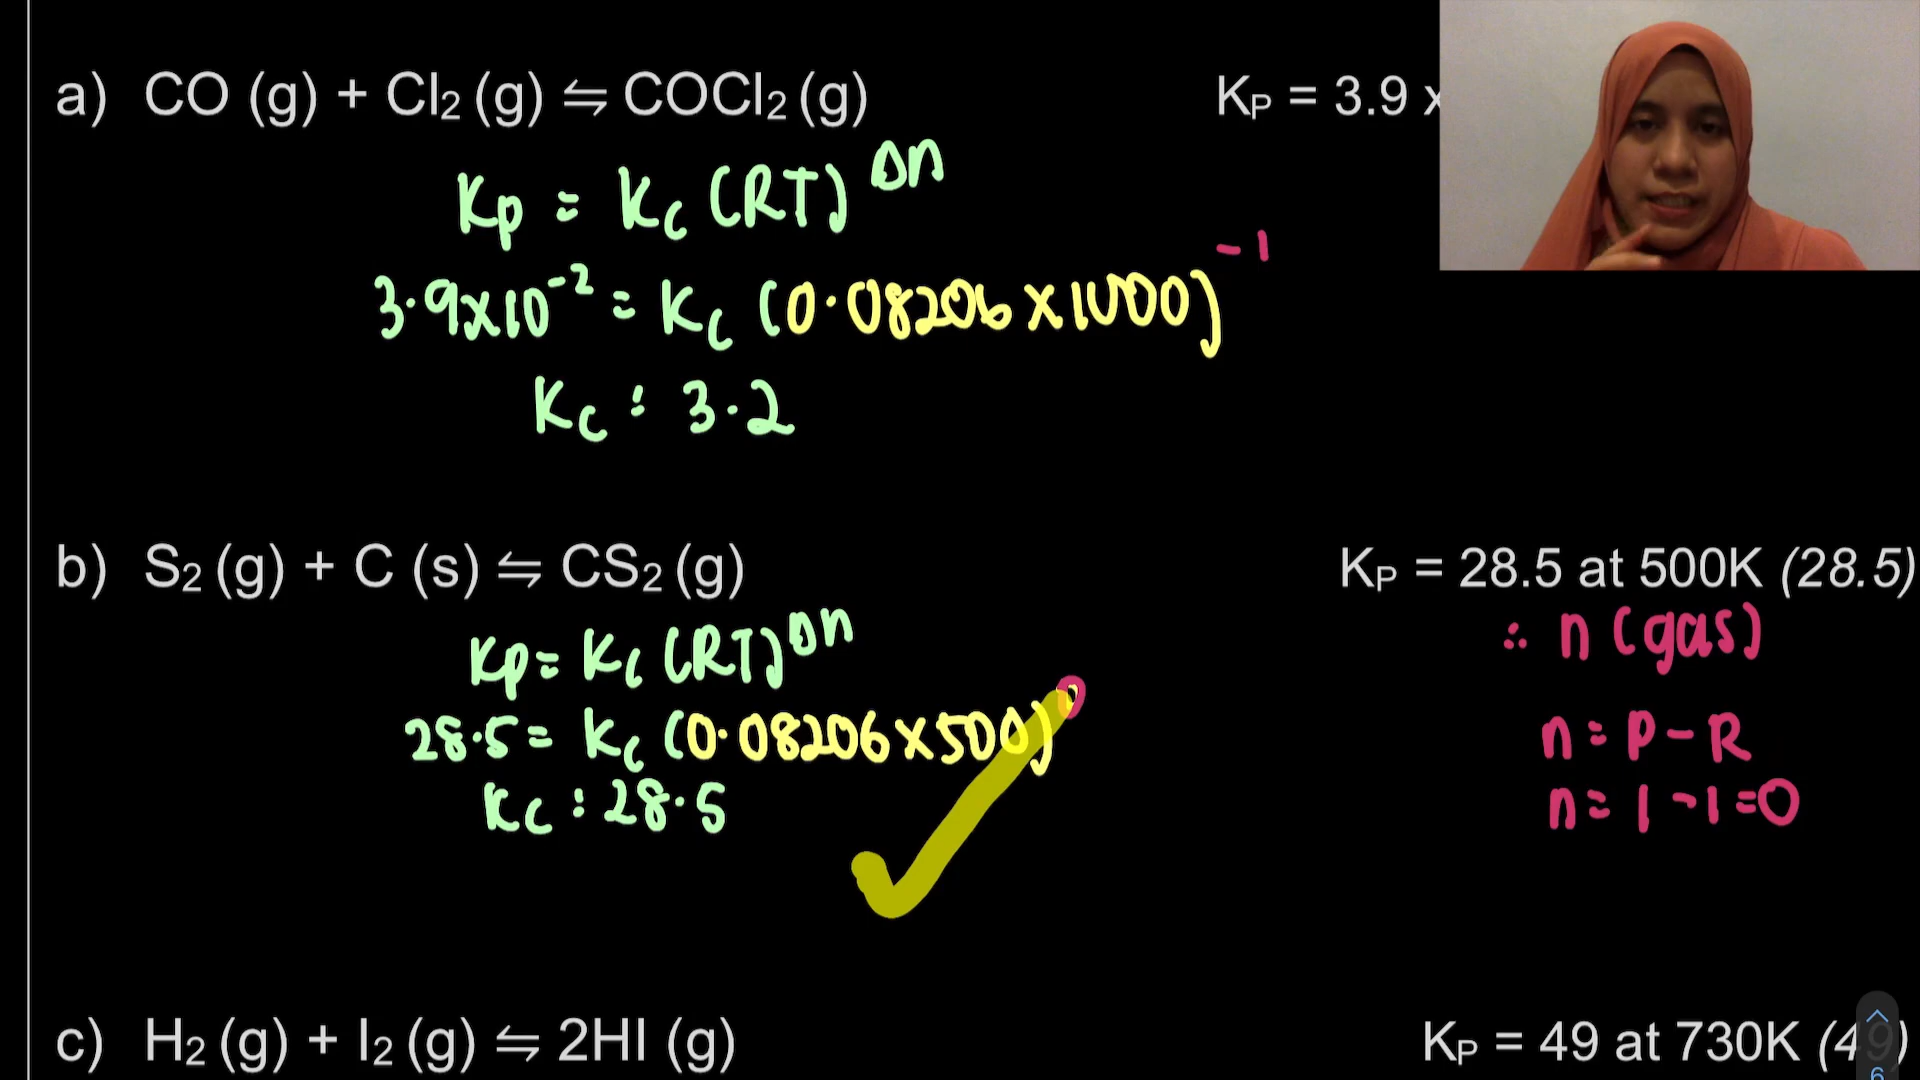 a) CO (g) + Cl₂ (g) ⇋ COCl₂ (g) Kₚ = 3.9 x
Kp = Kc (RT)^Δn
3.9x10^-2 = Kc (0.08206 x 1000)^-1
Kc : 3.2
b) S₂ (g) + C (s) ⇋ CS₂ (g) Kₚ = 28.5 at 500K (28.5)
∴ n (gas)
Kp = Kc (RT)^Δn
28.5 = Kc (0.08206 x 500)^0
n = P - R
Kc : 28.5
n = 1 - 1 = 0
c) H₂ (g) + I₂ (g) ⇋ 2HI (g) Kₚ = 49 at 730K (49)
6